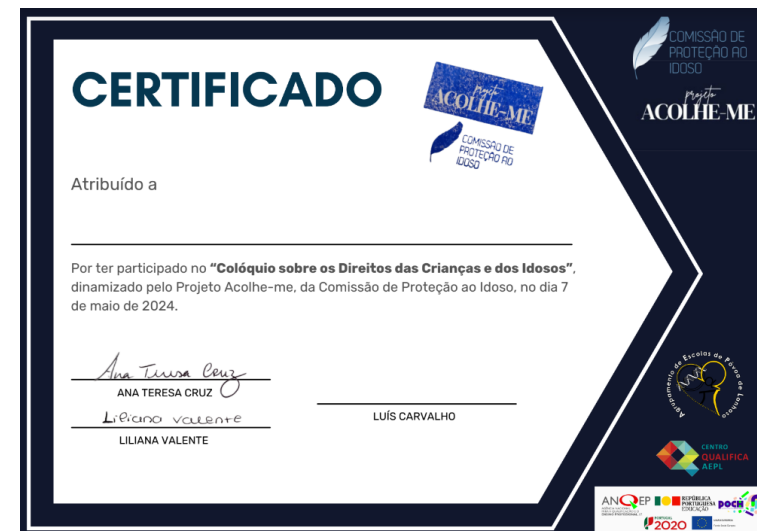 CERTIFICADO
projeto
ACOLHE-ME
COMISSÃO DE
PROTEÇÃO AO
IDOSO
Atribuído a
Por ter participado no “Colóquio sobre os Direitos das Crianças e dos Idosos”,
dinamizado pelo Projeto Acolhe-me, da Comissão de Proteção ao Idoso, no dia 7
de maio de 2024.
Ana Teresa Cruz
ANA TERESA CRUZ
Liliana Valente
LILIANA VALENTE
LUÍS CARVALHO
COMISSÃO DE
PROTEÇÃO AO
IDOSO
projeto
ACOLHE-ME
Agrupamento de Escolas de Póvoa de Lanhoso
CENTRO
QUALIFICA
AEPL
ANQEP
REPÚBLICA
PORTUGUESA
EDUCAÇÃO
POCH
PORTUGAL
2020